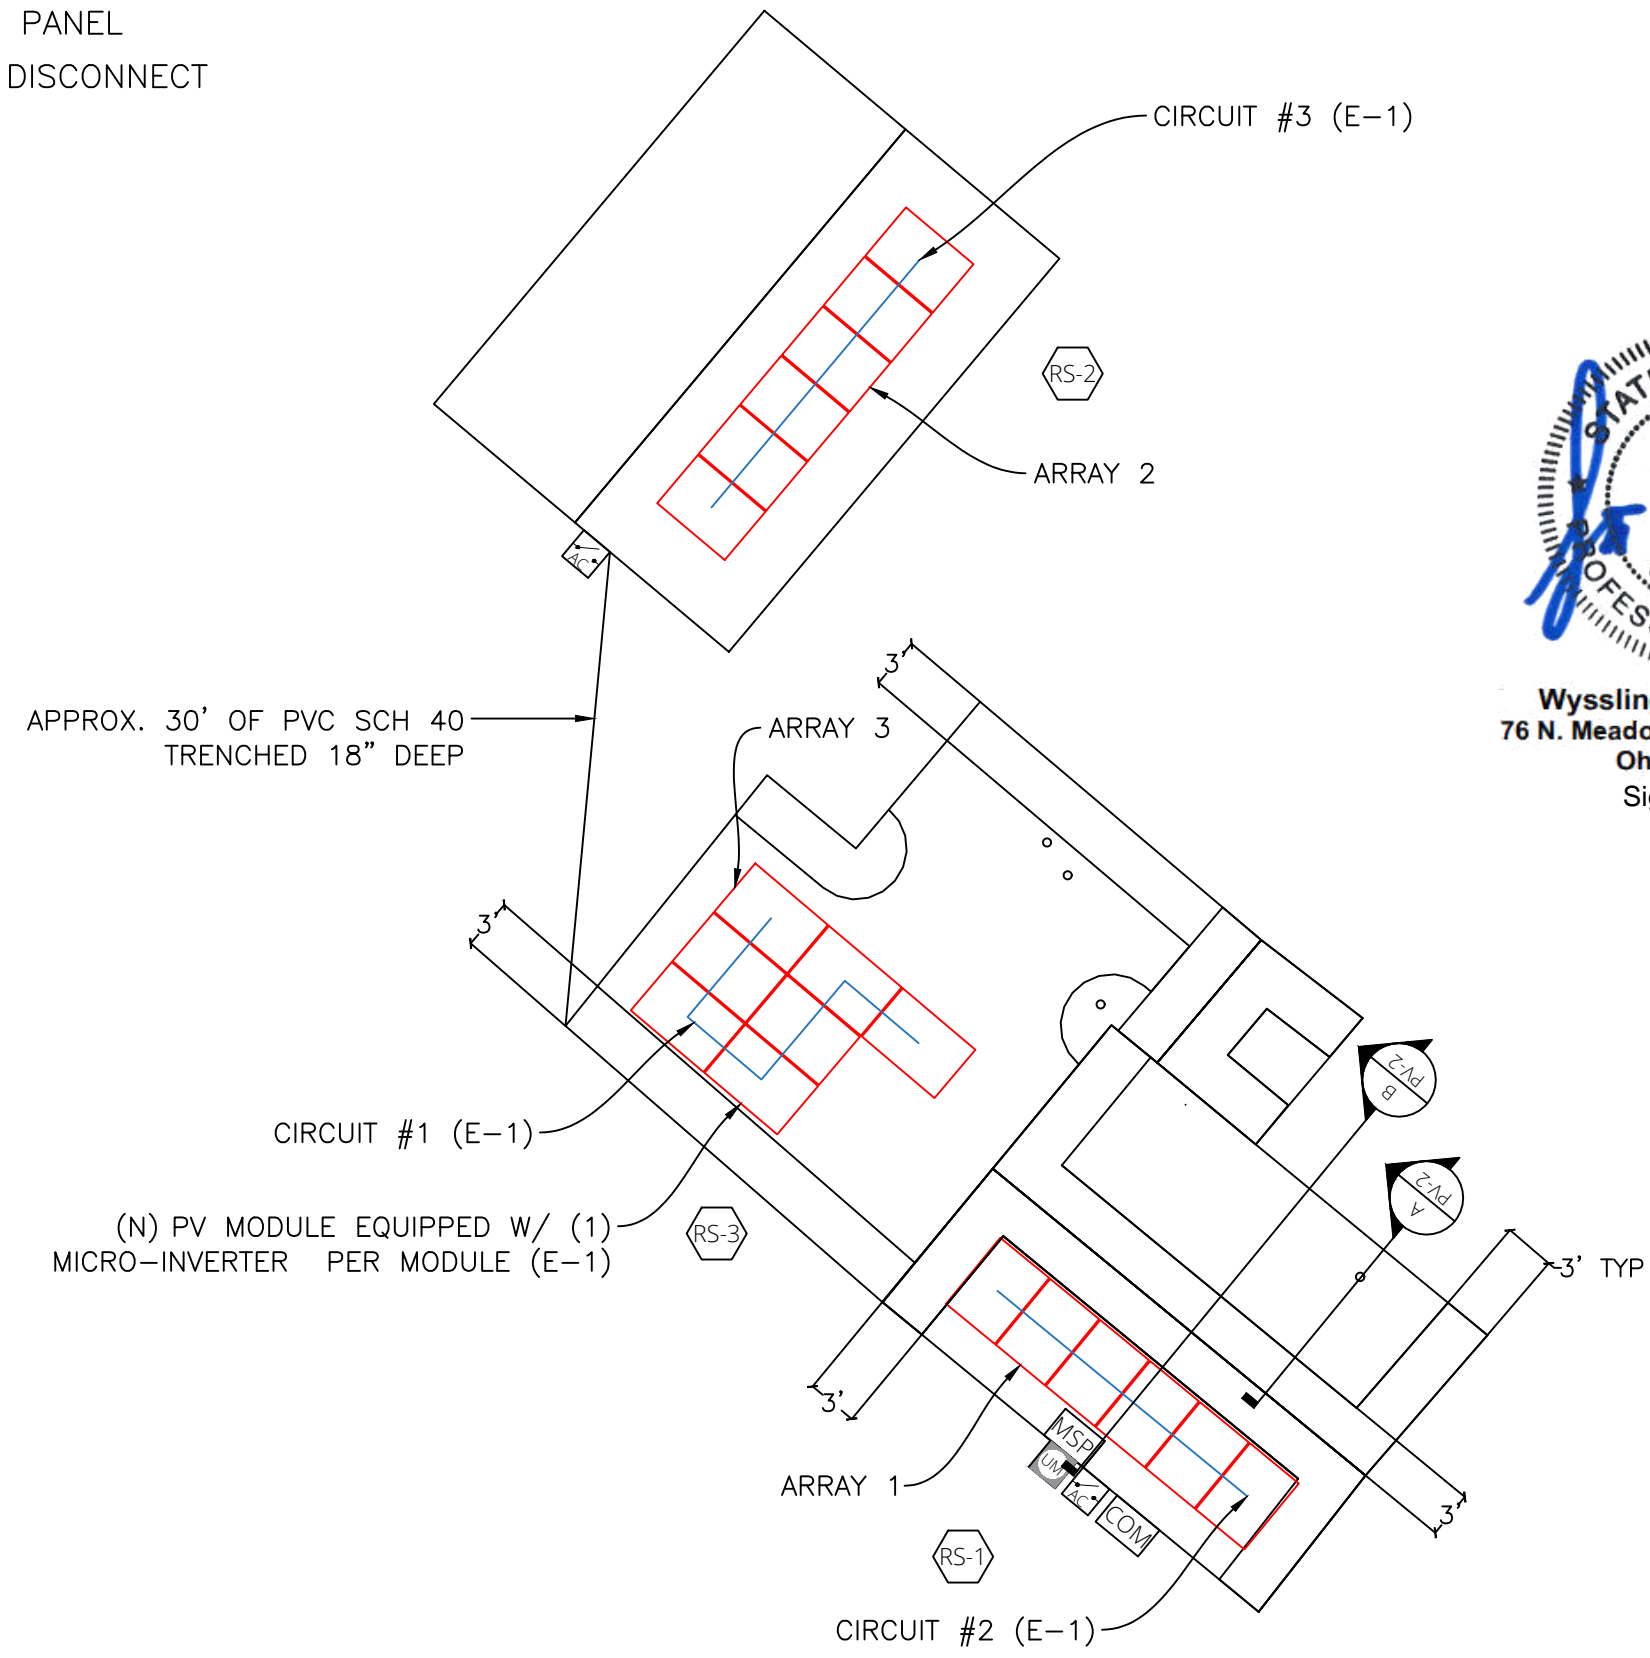 PANEL
DISCONNECT
CIRCUIT #3 (E-1)
RS-2
ARRAY 2
AC
3'
APPROX. 30' OF PVC SCH 40
TRENCHED 18" DEEP
ARRAY 3
3'
CIRCUIT #1 (E-1)
(N) PV MODULE EQUIPPED W/ (1)
MICRO-INVERTER PER MODULE (E-1)
RS-3
B
PV-2
A
PV-2
3' TYP
3'
MSP
UM
AC
COM
ARRAY 1
3'
RS-1
CIRCUIT #2 (E-1)
Wysslin
76 N. Meado
Oh
Si